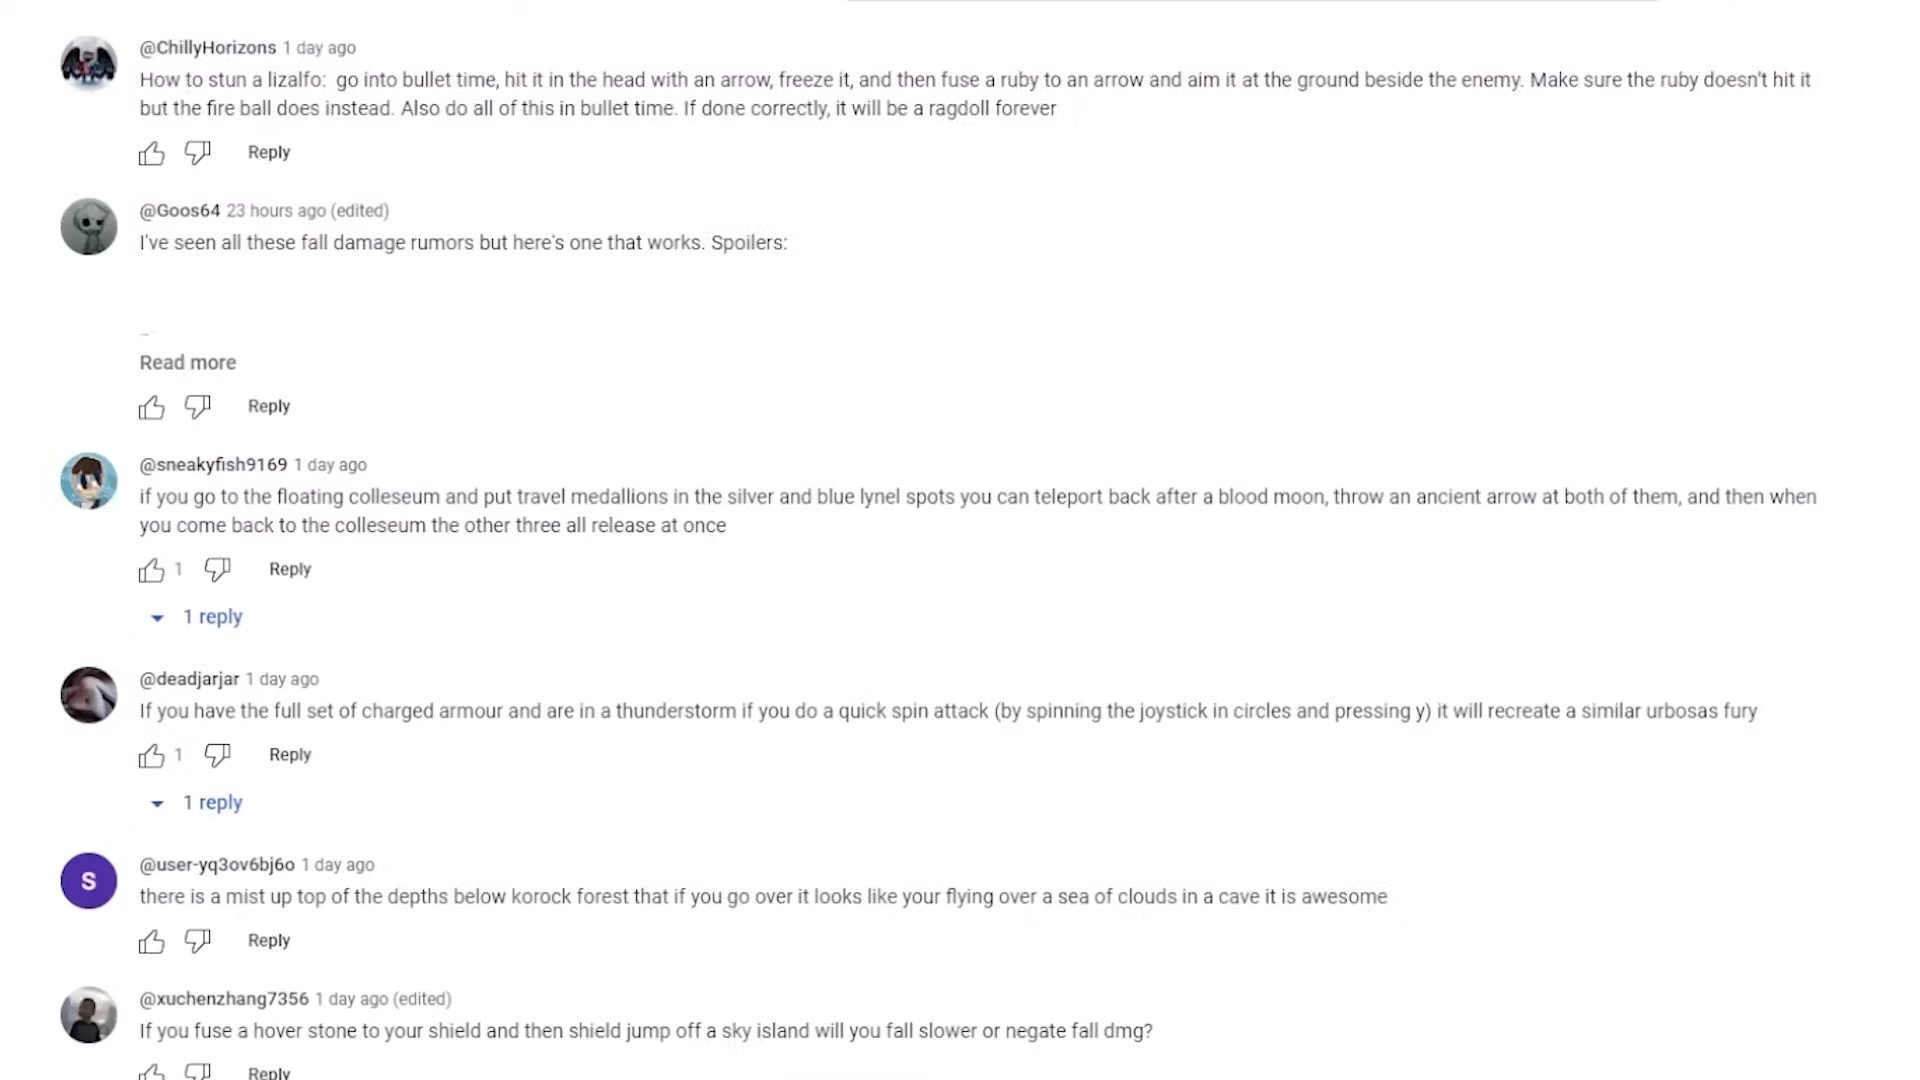 @ChillyHorizons 1 day ago
How to stun a lizalfo:  go into bullet time, hit it in the head with an arrow, freeze it, and then fuse a ruby to an arrow and aim it at the ground beside the enemy. Make sure the ruby doesn't hit it
but the fire ball does instead. Also do all of this in bullet time. If done correctly, it will be a ragdoll forever
Reply
@Goos64 23 hours ago (edited)
I've seen all these fall damage rumors but here's one that works. Spoilers:
Read more
Reply
@sneakyfish9169 1 day ago
if you go to the floating colleseum and put travel medallions in the silver and blue lynel spots you can teleport back after a blood moon, throw an ancient arrow at both of them, and then when
you come back to the colleseum the other three all release at once
1 Reply
1 reply
@deadjarjar 1 day ago
If you have the full set of charged armour and are in a thunderstorm if you do a quick spin attack (by spinning the joystick in circles and pressing y) it will recreate a similar urbosas fury
1 Reply
1 reply
S
@user-yq3ov6bj6o 1 day ago
there is a mist up top of the depths below korock forest that if you go over it looks like your flying over a sea of clouds in a cave it is awesome
Reply
@xuchenzhang7356 1 day ago (edited)
If you fuse a hover stone to your shield and then shield jump off a sky island will you fall slower or negate fall dmg?
Reply